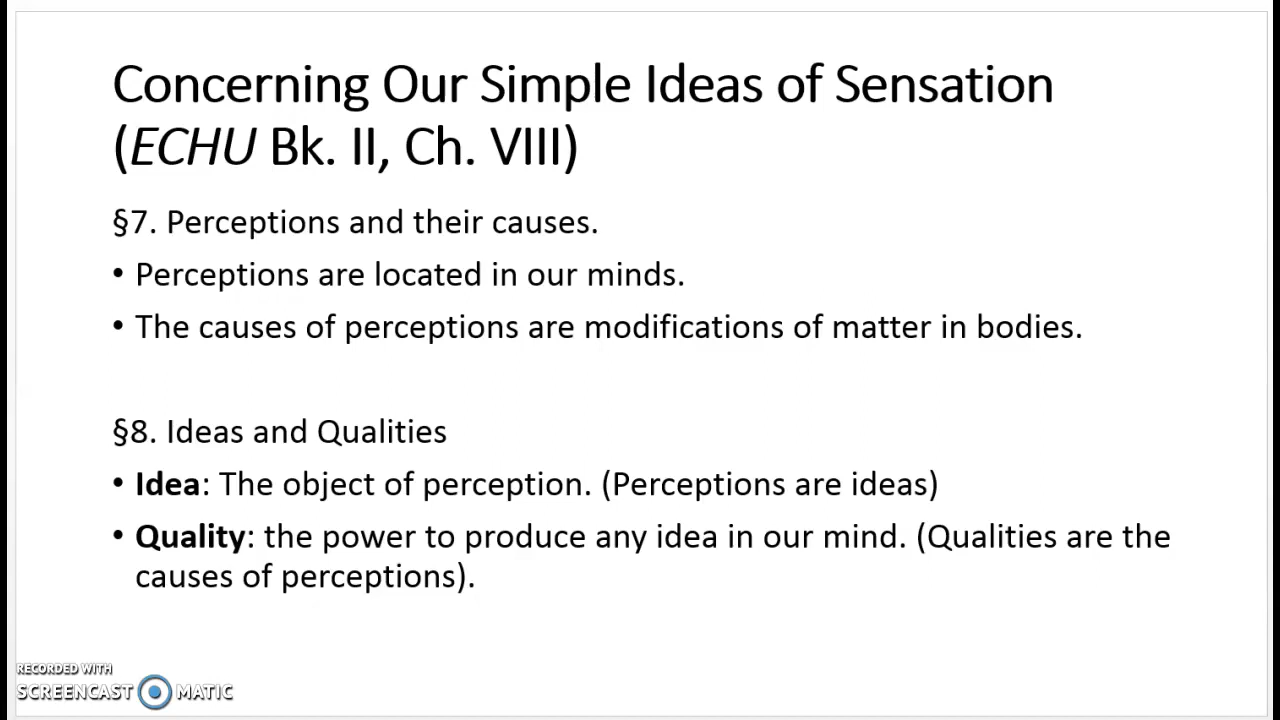 Concerning Our Simple Ideas of Sensation
(ECHU Bk. II, Ch. VIII)
§7. Perceptions and their causes.
• Perceptions are located in our minds.
• The causes of perceptions are modifications of matter in bodies.
§8. Ideas and Qualities
• Idea: The object of perception. (Perceptions are ideas)
• Quality: the power to produce any idea in our mind. (Qualities are the
causes of perceptions).
RECORDED WITH
SCREENCAST MATIC